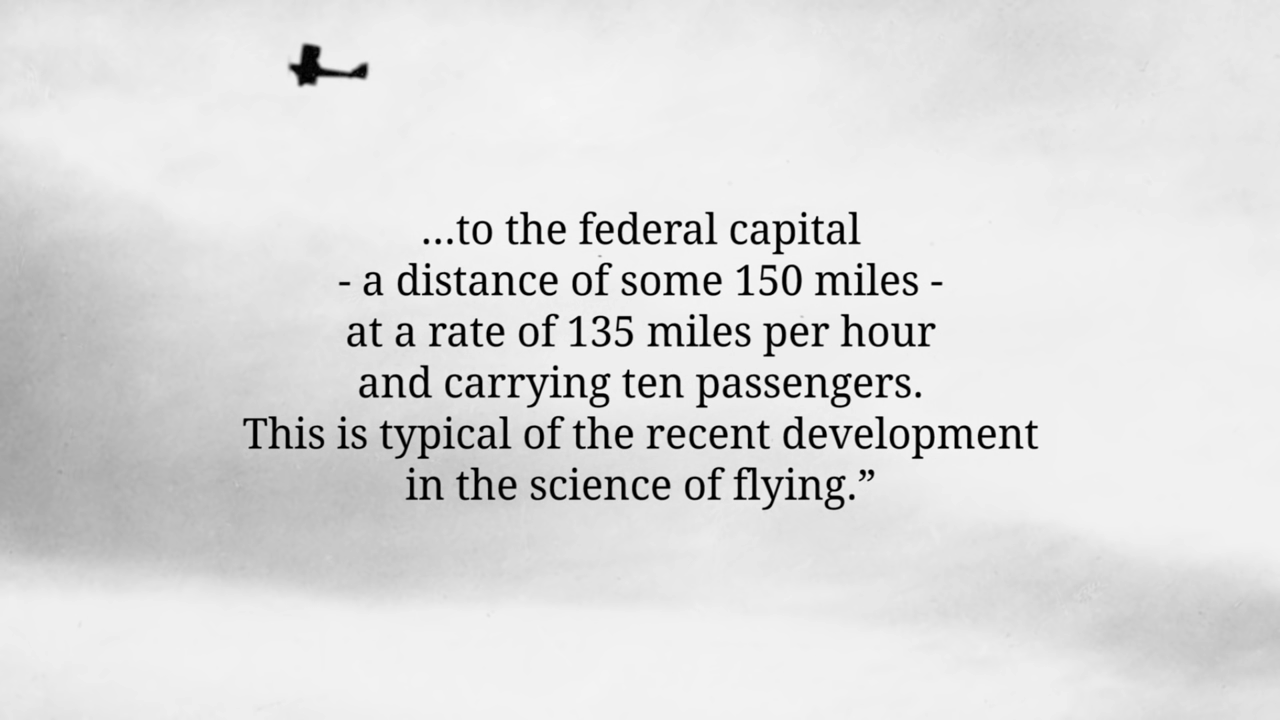 ...to the federal capital
- a distance of some 150 miles -
at a rate of 135 miles per hour
and carrying ten passengers.
This is typical of the recent development
in the science of flying.”